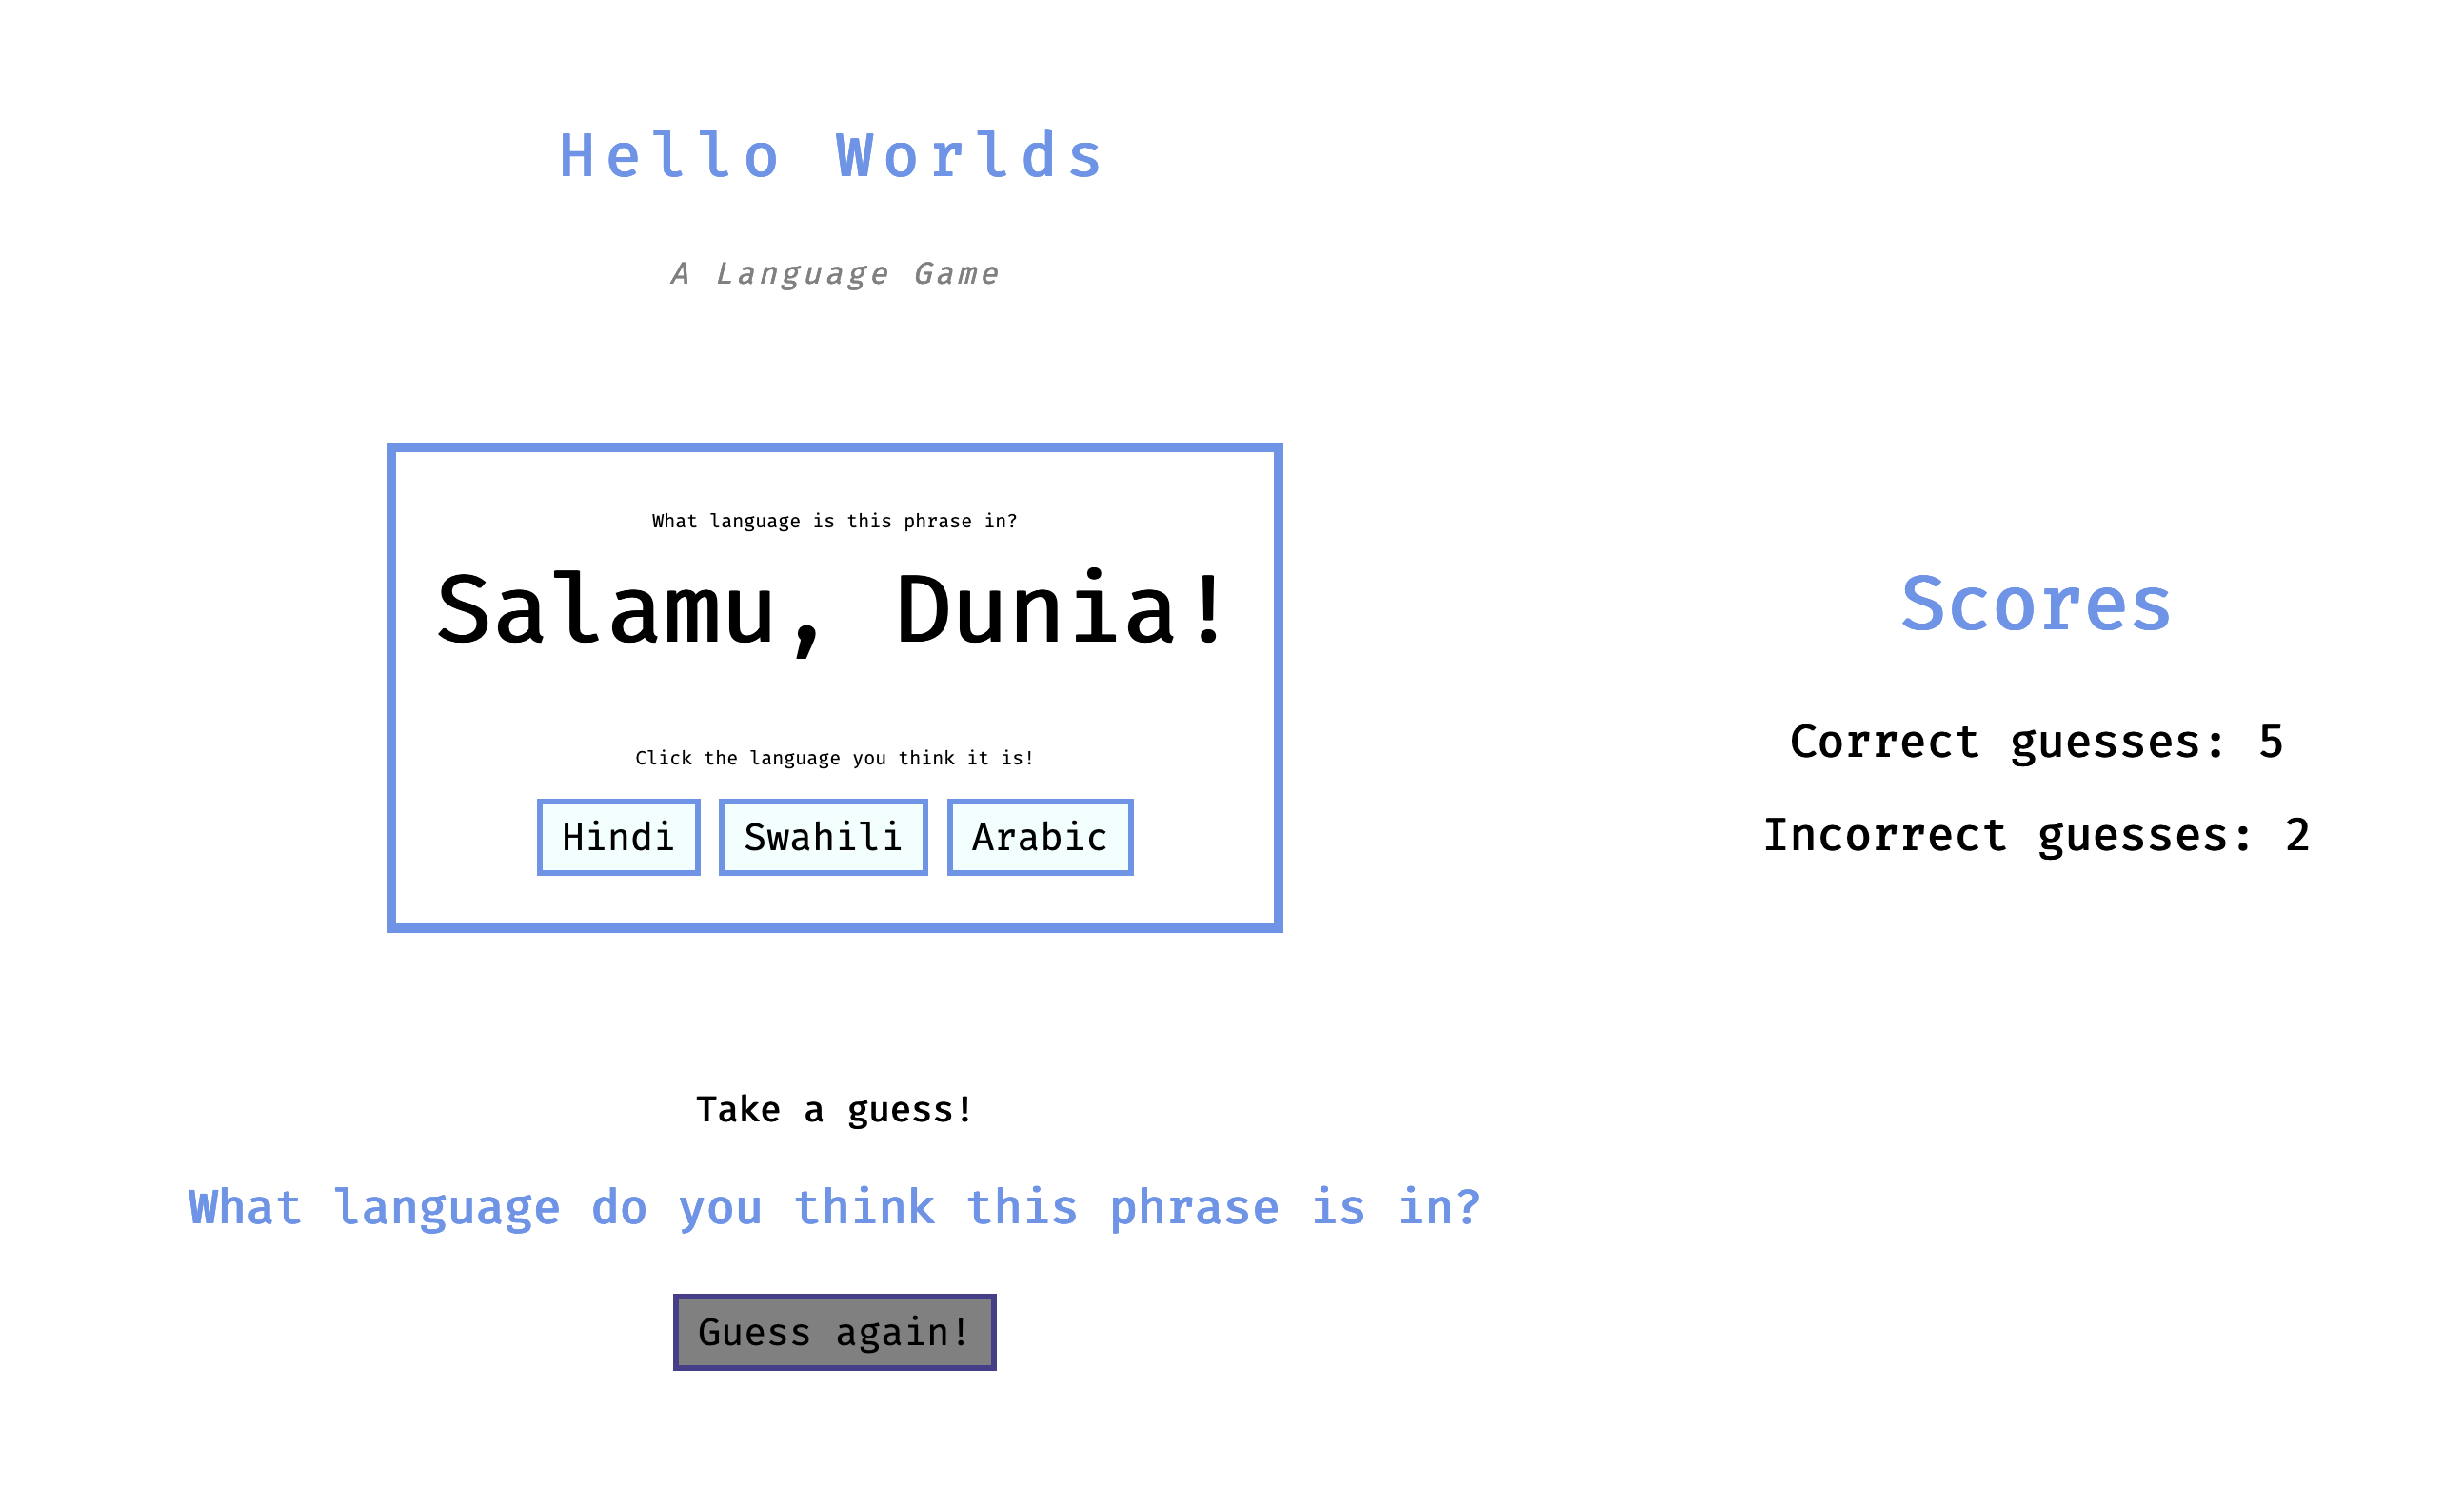 Hello Worlds
A Language Game
What language is this phrase in?
Salamu, Dunia!
Click the language you think it is!
Hindi Swahili Arabic
Scores
Correct guesses: 5
Incorrect guesses: 2
Take a guess!
What language do you think this phrase is in?
Guess again!